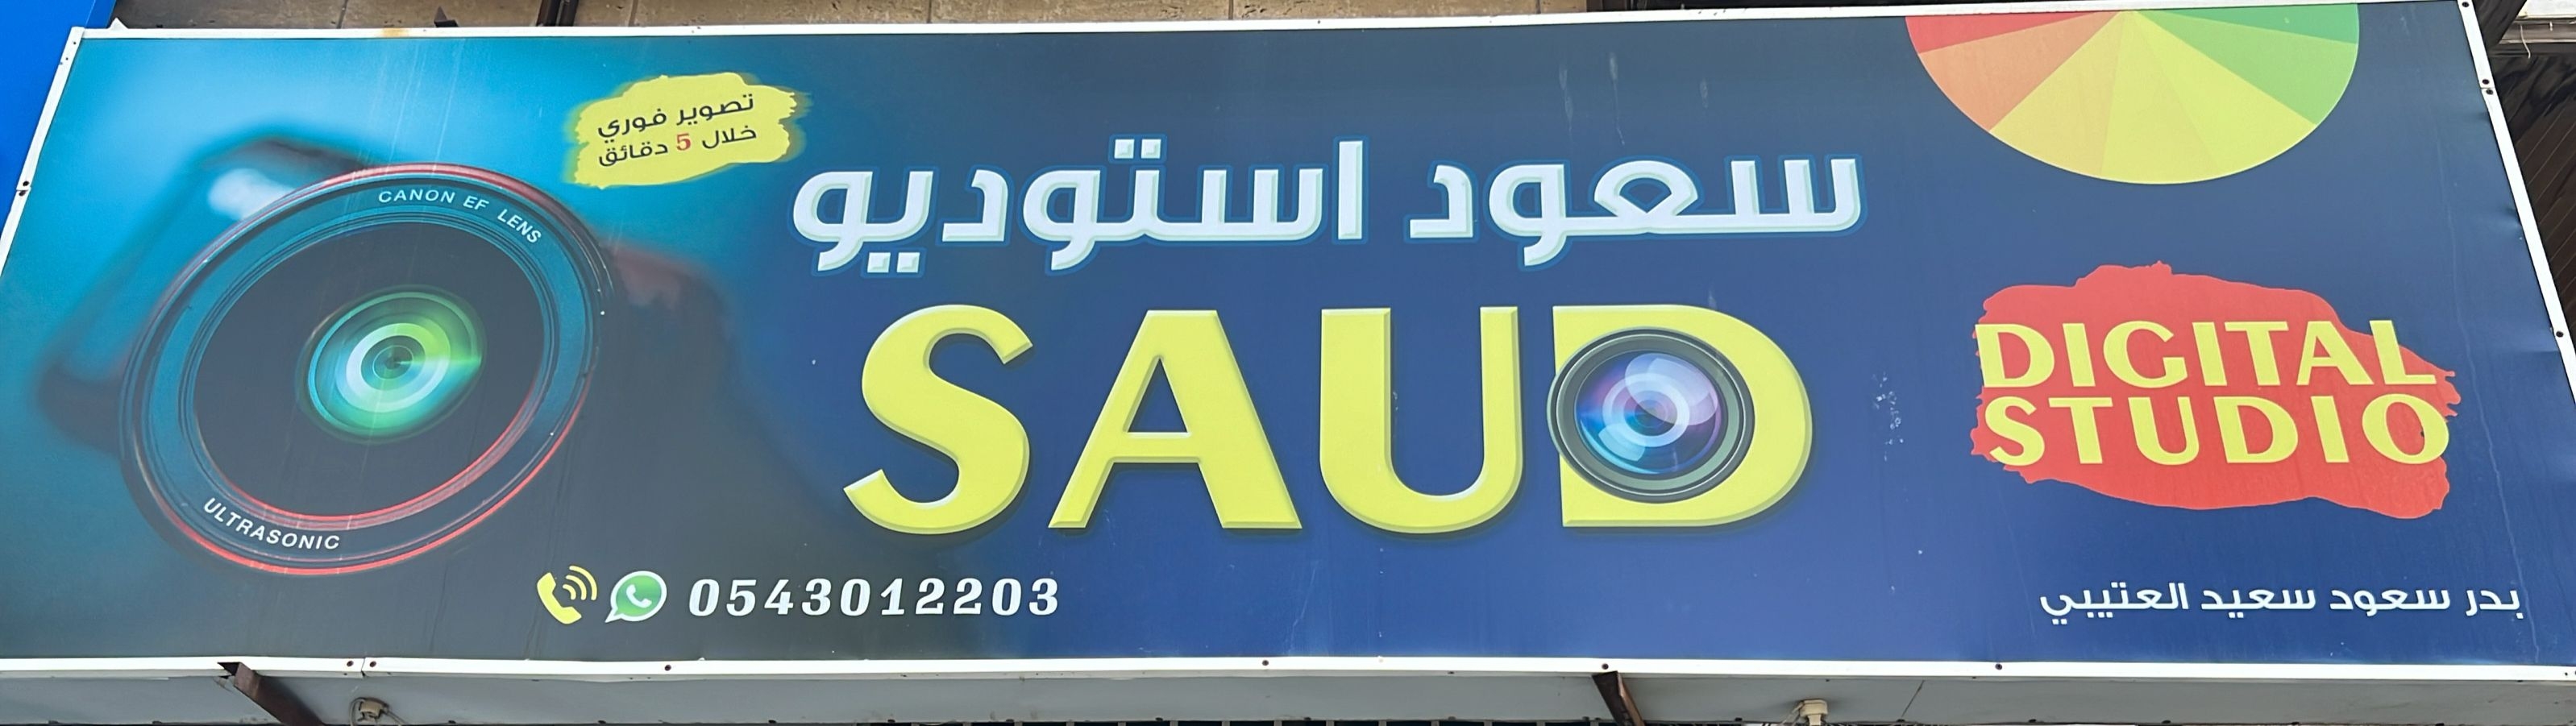 تصوير فوري
خلال 5 دقائق
سعود استوديو
CANON EF LENS
SAUD
DIGITAL
STUDIO
ULTRASONIC
0543012203
بدر سعود سعيد العتيبي